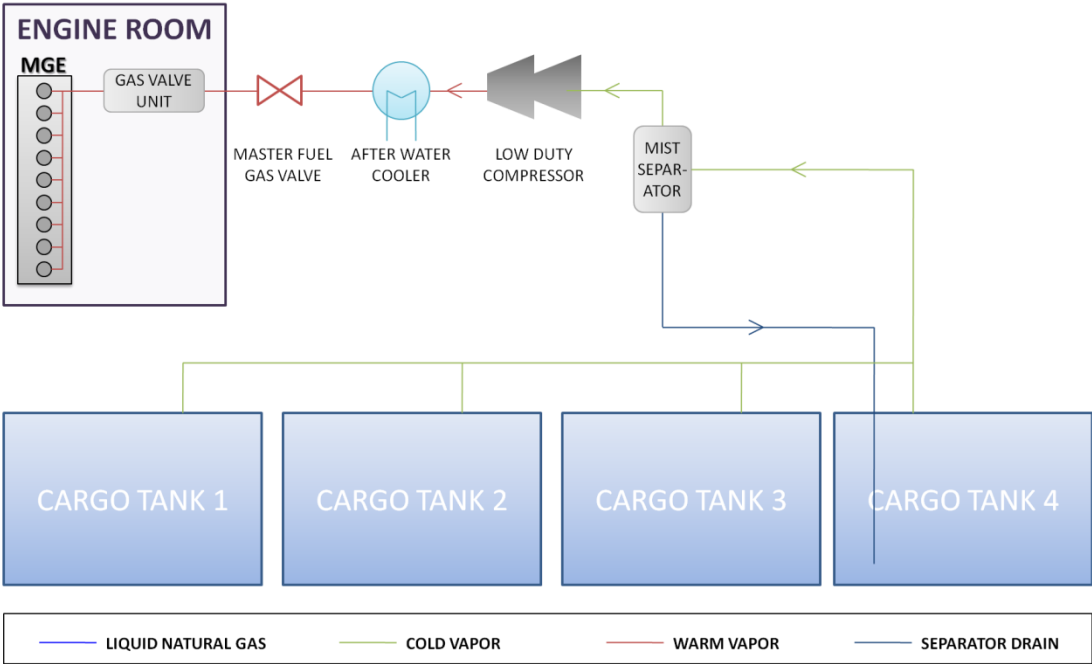 ENGINE ROOM
MGE
GAS VALVE
UNIT
MASTER FUEL
GAS VALVE
AFTER WATER
COOLER
LOW DUTY
COMPRESSOR
MIST
SEPAR-
ATOR
CARGO TANK 1
CARGO TANK 2
CARGO TANK 3
CARGO TANK 4
LIQUID NATURAL GAS
COLD VAPOR
WARM VAPOR
SEPARATOR DRAIN